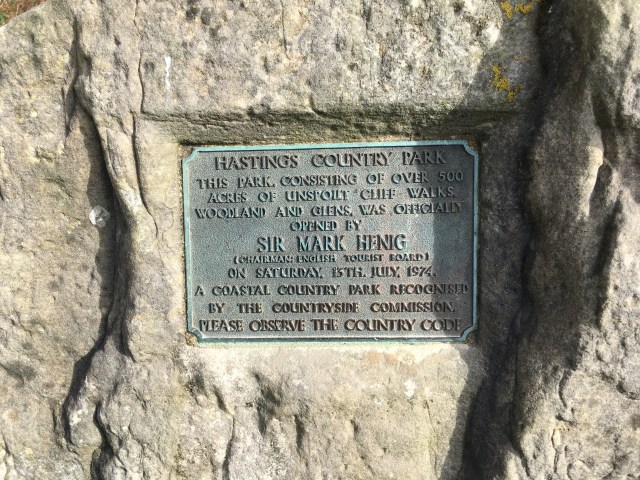 HASTINGS COUNTRY PARK
THIS PARK, CONSISTING OF OVER 500
ACRES OF UNSPOILT CLIFF WALKS,
WOODLAND AND GLENS, WAS OFFICIALLY
OPENED BY
SIR MARK HENIG
(CHAIRMAN: ENGLISH TOURIST BOARD)
ON SATURDAY, 13TH. JULY, 1974.
A COASTAL COUNTRY PARK RECOGNISED
BY THE COUNTRYSIDE COMMISSION.
PLEASE OBSERVE THE COUNTRY CODE